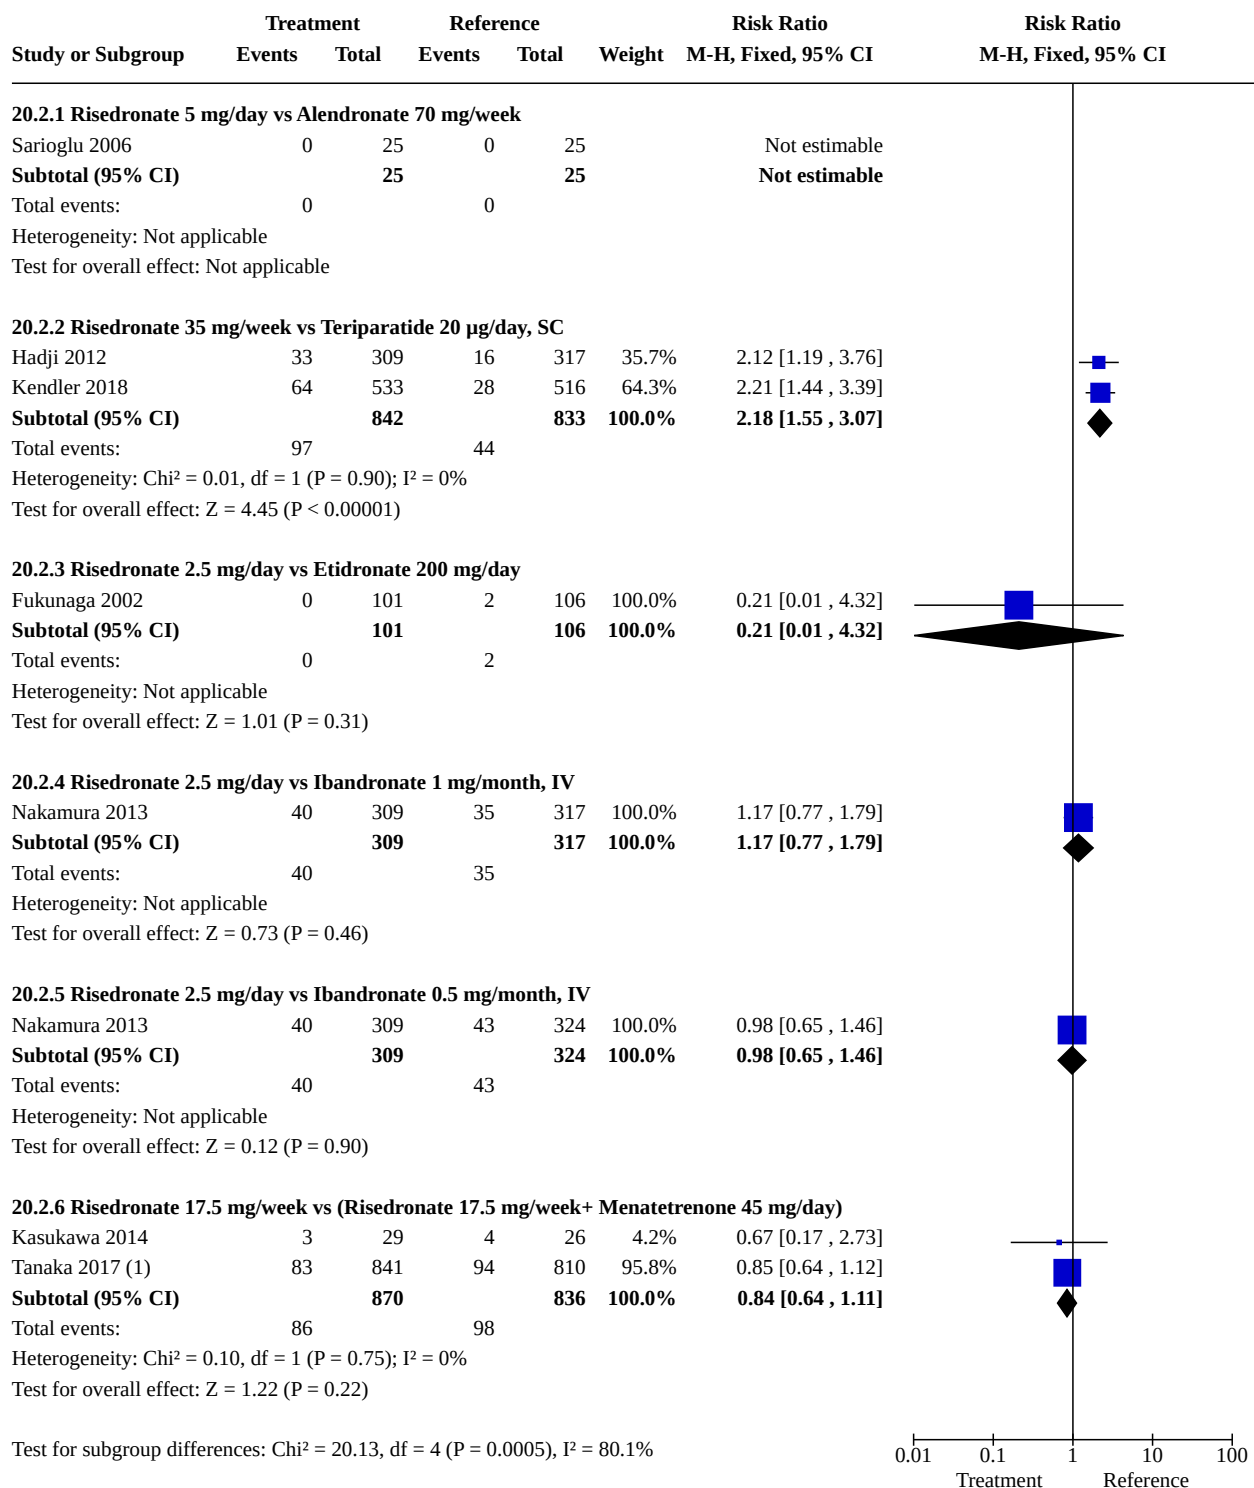 Treatment Reference Risk Ratio Risk Ratio
Study or Subgroup Events Total Events Total Weight M-H, Fixed, 95% CI M-H, Fixed, 95% CI
20.2.1 Risedronate 5 mg/day vs Alendronate 70 mg/week
Sarioglu 2006 0 25 0 25 Not estimable
Subtotal (95% CI) 25 25 Not estimable
Total events: 0 0
Heterogeneity: Not applicable
Test for overall effect: Not applicable
20.2.2 Risedronate 35 mg/week vs Teriparatide 20 µg/day, SC
Hadji 2012 33 309 16 317 35.7% 2.12 [1.19 , 3.76]
Kendler 2018 64 533 28 516 64.3% 2.21 [1.44 , 3.39]
Subtotal (95% CI) 842 833 100.0% 2.18 [1.55 , 3.07]
Total events: 97 44
Heterogeneity: Chi² = 0.01, df = 1 (P = 0.90); I² = 0%
Test for overall effect: Z = 4.45 (P < 0.00001)
20.2.3 Risedronate 2.5 mg/day vs Etidronate 200 mg/day
Fukunaga 2002 0 101 2 106 100.0% 0.21 [0.01 , 4.32]
Subtotal (95% CI) 101 106 100.0% 0.21 [0.01 , 4.32]
Total events: 0 2
Heterogeneity: Not applicable
Test for overall effect: Z = 1.01 (P = 0.31)
20.2.4 Risedronate 2.5 mg/day vs Ibandronate 1 mg/month, IV
Nakamura 2013 40 309 35 317 100.0% 1.17 [0.77 , 1.79]
Subtotal (95% CI) 309 317 100.0% 1.17 [0.77 , 1.79]
Total events: 40 35
Heterogeneity: Not applicable
Test for overall effect: Z = 0.73 (P = 0.46)
20.2.5 Risedronate 2.5 mg/day vs Ibandronate 0.5 mg/month, IV
Nakamura 2013 40 309 43 324 100.0% 0.98 [0.65 , 1.46]
Subtotal (95% CI) 309 324 100.0% 0.98 [0.65 , 1.46]
Total events: 40 43
Heterogeneity: Not applicable
Test for overall effect: Z = 0.12 (P = 0.90)
20.2.6 Risedronate 17.5 mg/week vs (Risedronate 17.5 mg/week+ Menatetrenone 45 mg/day)
Kasukawa 2014 3 29 4 26 4.2% 0.67 [0.17 , 2.73]
Tanaka 2017 (1) 83 841 94 810 95.8% 0.85 [0.64 , 1.12]
Subtotal (95% CI) 870 836 100.0% 0.84 [0.64 , 1.11]
Total events: 86 98
Heterogeneity: Chi² = 0.10, df = 1 (P = 0.75); I² = 0%
Test for overall effect: Z = 1.22 (P = 0.22)
Test for subgroup differences: Chi² = 20.13, df = 4 (P = 0.0005), I² = 80.1%
0.01 0.1 1 10 100
Treatment Reference